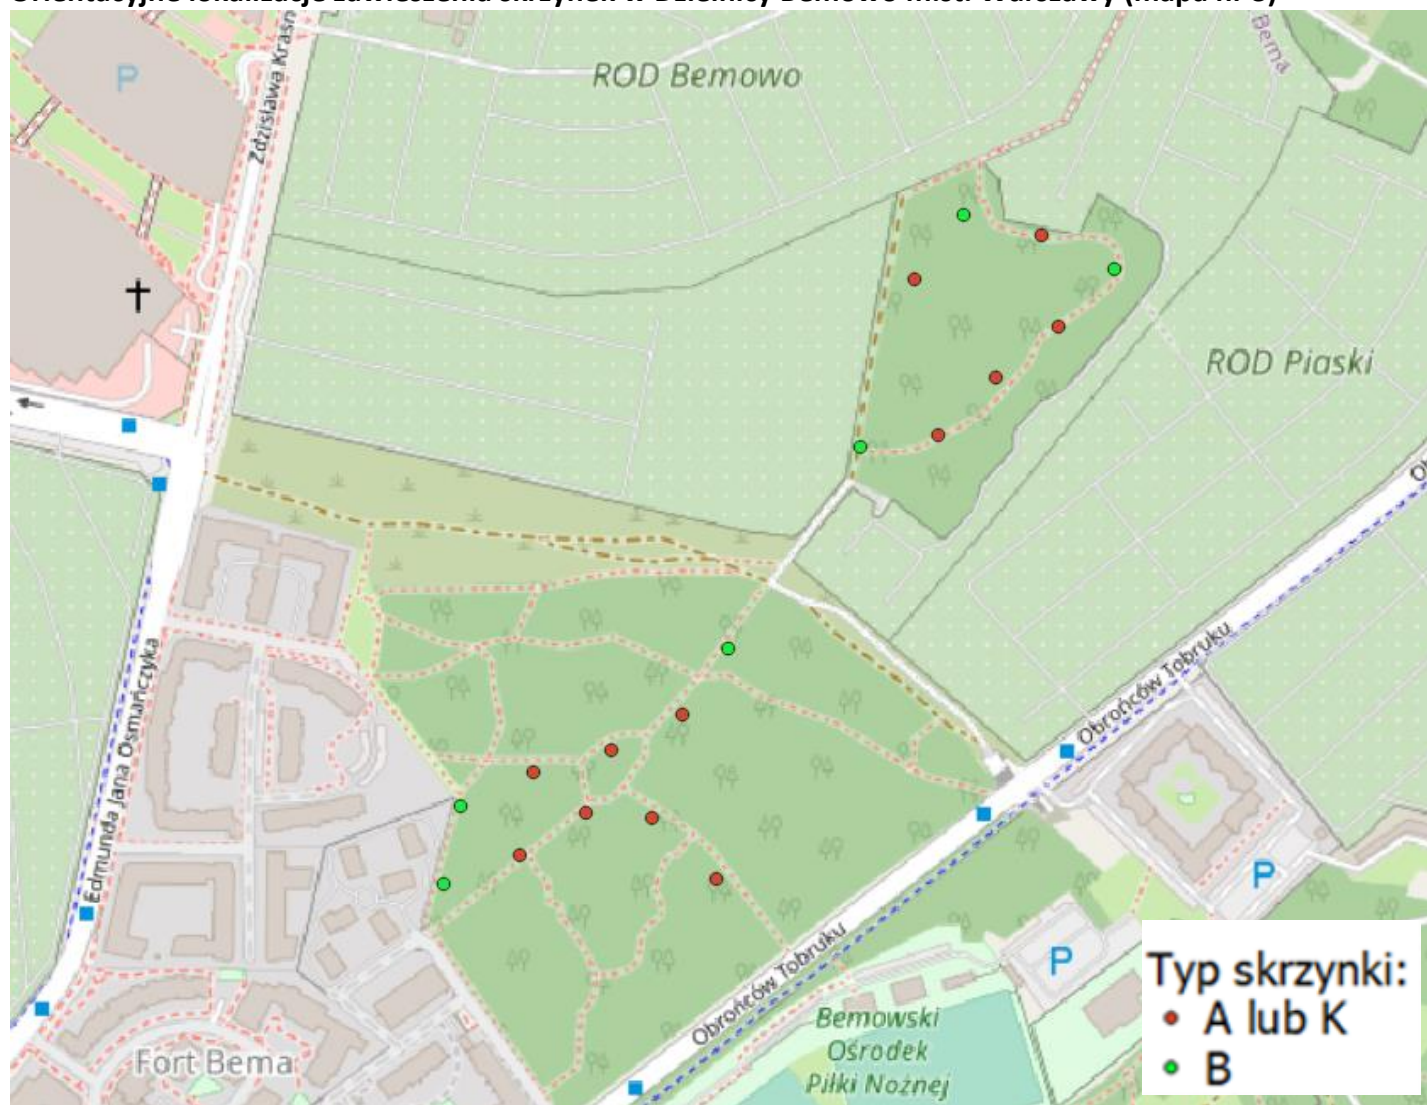 ROD Bemowo
Berna
P
Zdzisława Krasn
ROD Piaski
Edmunda Jana Osmańczyka
Obrońców Tobruku
P
Obrońców Tobruku
P
Bemowski
Ośrodek
Piłki Nożnej
Fort Bema
Typ skrzynki:
A lub K
B